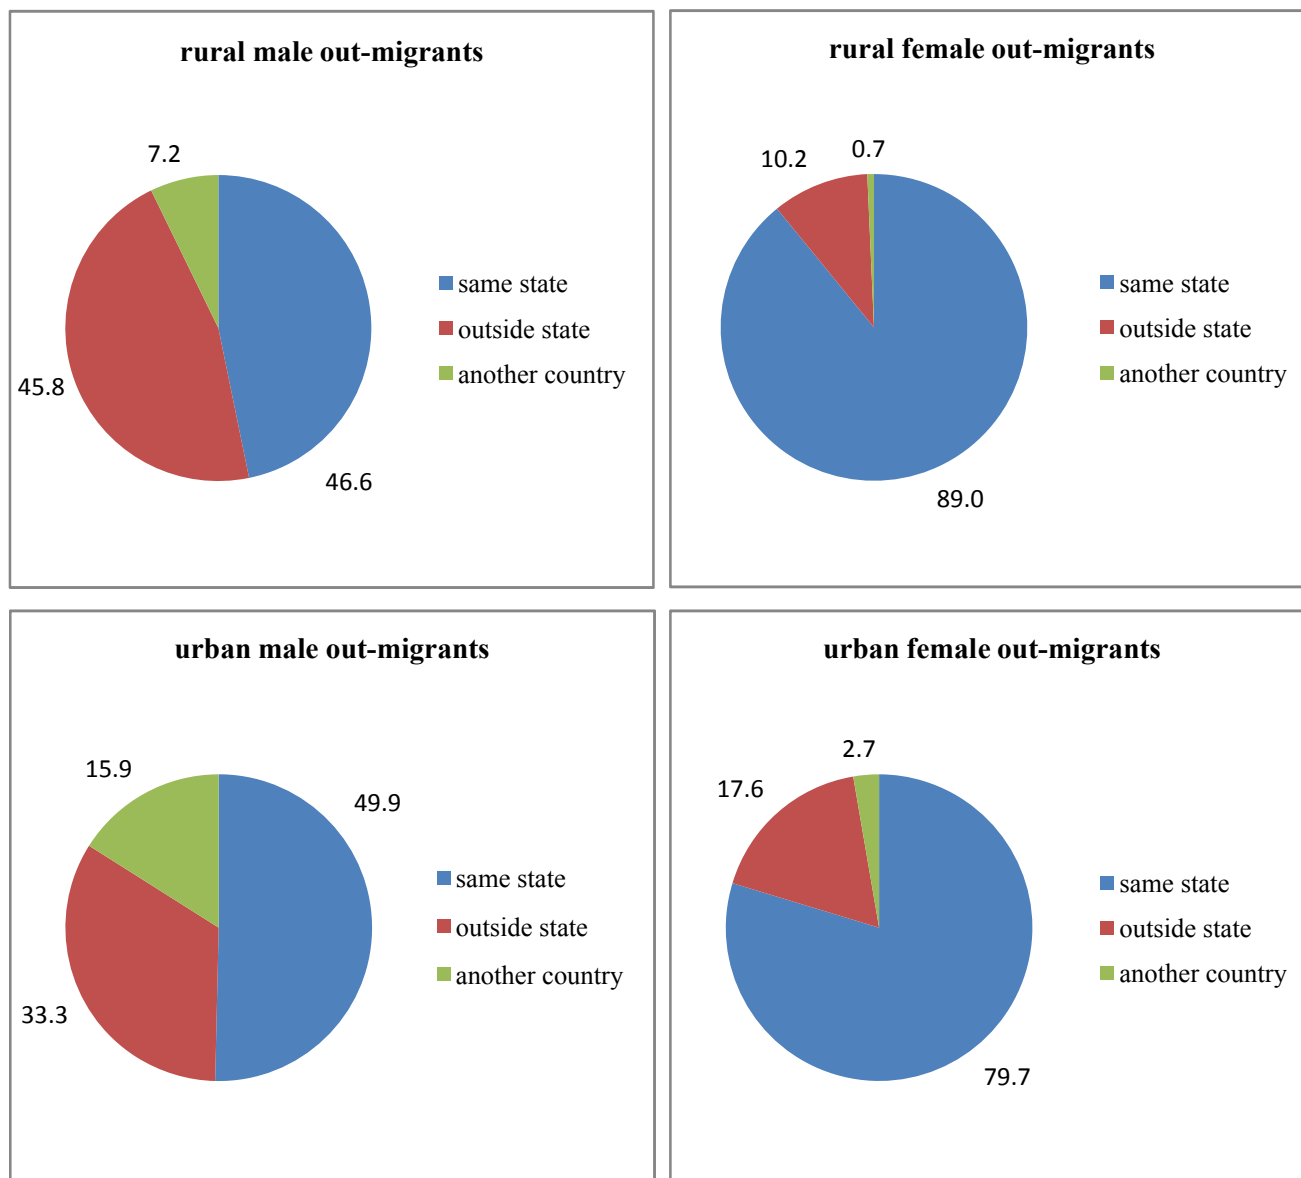 rural male out-migrants
7.2
45.8
46.6
same state
outside state
another country
rural female out-migrants
10.2
0.7
89.0
same state
outside state
another country
urban male out-migrants
15.9
49.9
33.3
same state
outside state
another country
urban female out-migrants
2.7
17.6
79.7
same state
outside state
another country